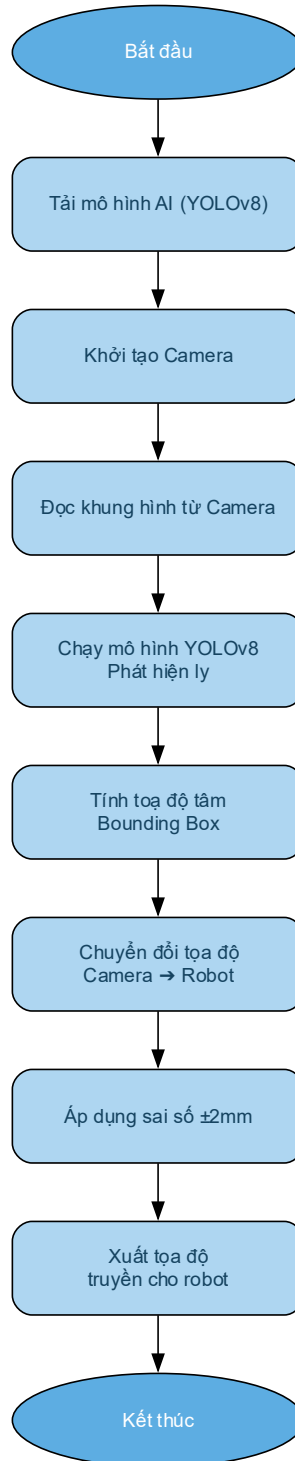 Bắt đầu
Tải mô hình AI (YOLOv8)
Khởi tạo Camera
Đọc khung hình từ Camera
Chạy mô hình YOLOv8
Phát hiện ly
Tính toạ độ tâm
Bounding Box
Chuyển đổi tọa độ
Camera ➔ Robot
Áp dụng sai số ±2mm
Xuất tọa độ
truyền cho robot
Kết thúc